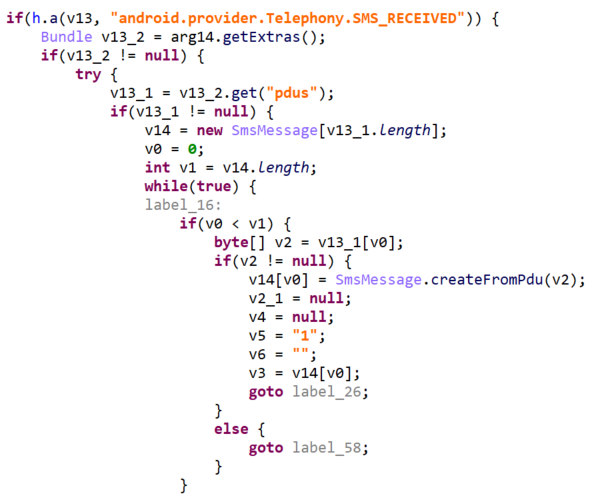 if(h.a(v13, "android.provider.Telephony.SMS_RECEIVED")) {
Bundle v13_2 = arg14.getExtras();
if(v13_2 != null) {
try {
v13_1 = v13_2.get("pdus");
if(v13_1 != null) {
v14 = new SmsMessage[v13_1.length];
v0 = 0;
int v1 = v14.length;
while(true) {
label_16:
if(v0 < v1) {
byte[] v2 = v13_1[v0];
if(v2 != null) {
v14[v0] = SmsMessage.createFromPdu(v2);
v2_1 = null;
v4 = null;
v5 = "1";
v6 = "";
v3 = v14[v0];
goto label_26;
}
else {
goto label_58;
}
}